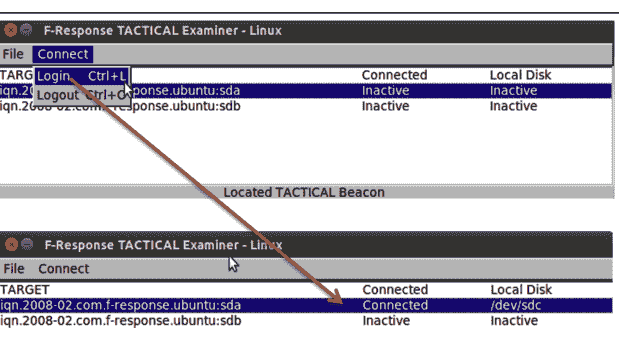 F-Response TACTICAL Examiner - Linux
File Connect
TARG Connected Local Disk
Login Ctrl+L
iqn.20 ponse.ubuntu:sda Inactive Inactive
Logout
iqn.2008-02.com.f-response.ubuntu:sdb Inactive Inactive
Located TACTICAL Beacon
F-Response TACTICAL Examiner - Linux
File Connect
TARGET Connected Local Disk
iqn.2008-02.com.f-response.ubuntu:sda Connected /dev/sdc
iqn.2008-02.com.f-response.ubuntu:sdb Inactive Inactive